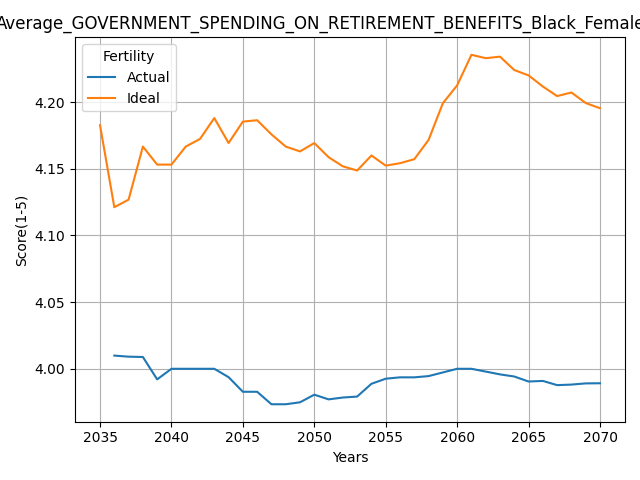 Average_GOVERNMENT_SPENDING_ON_RETIREMENT_BENEFITS_Black_Female
Fertility
Actual
Ideal
4.20
4.15
4.10
4.05
4.00
Score(1-5)
2035 2040 2045 2050 2055 2060 2065 2070
Years